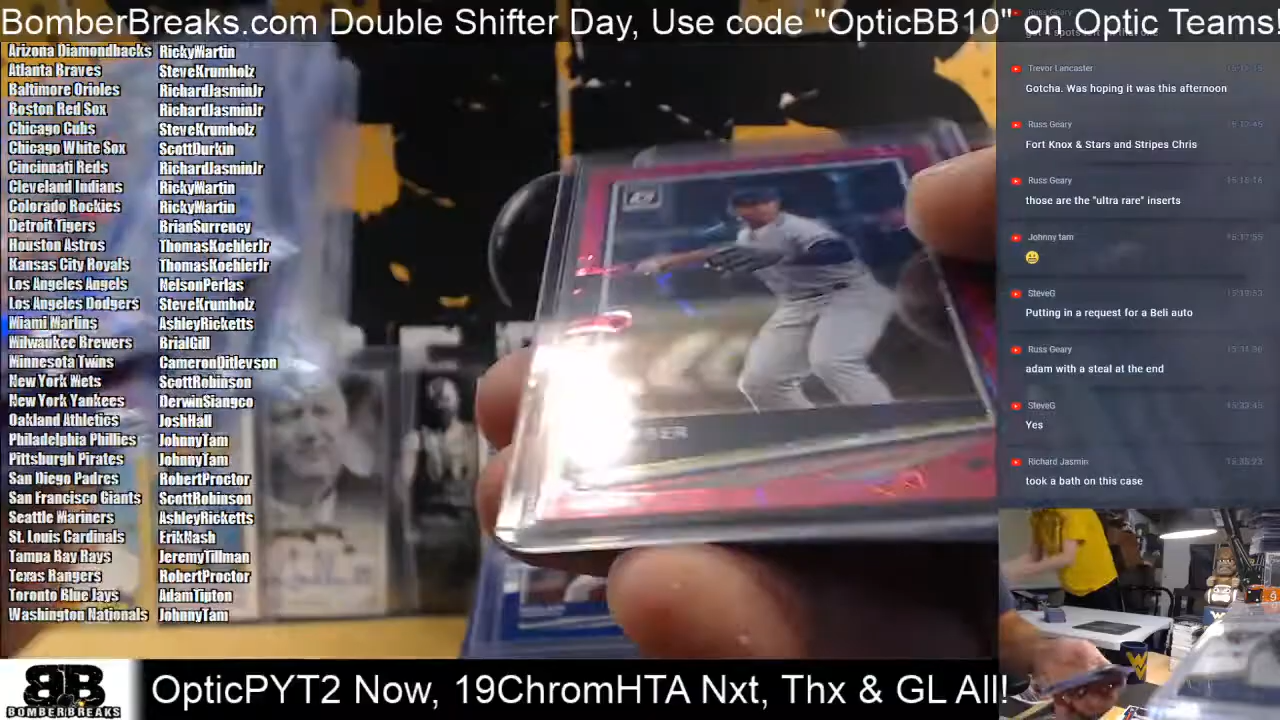 BomberBreaks.com Double Shifter Day, Use code "OpticBB10" on Optic Teams!
Arizona Diamondbacks RickyMartin
Atlanta Braves SteveKrumholz
Baltimore Orioles RichardJasminJr
Boston Red Sox RichardJasminJr
Chicago Cubs SteveKrumholz
Chicago White Sox ScottDurkin
Cincinnati Reds RichardJasminJr
Cleveland Indians RickyMartin
Colorado Rockies RickyMartin
Detroit Tigers BrianSurrency
Houston Astros ThomasKoehlerJr
Kansas City Royals ThomasKoehlerJr
Los Angeles Angels NelsonPerlas
Los Angeles Dodgers SteveKrumholz
Miami Marlins AshleyRicketts
Milwaukee Brewers BrialGill
Minnesota Twins CameronDitlevson
New York Mets ScottRobinson
New York Yankees DerwinSiangco
Oakland Athletics JoshHall
Philadelphia Phillies JohnnyTam
Pittsburgh Pirates JohnnyTam
San Diego Padres RobertProctor
San Francisco Giants ScottRobinson
Seattle Mariners AshleyRicketts
St. Louis Cardinals ErikNash
Tampa Bay Rays JeremyTillman
Texas Rangers RobertProctor
Toronto Blue Jays AdamTipton
Washington Nationals JohnnyTam
Russ Geary
Trevor Lancaster
Gotcha. Was hoping it was this afternoon
Russ Geary
Fort Knox & Stars and Stripes Chris
Russ Geary
those are the "ultra rare" inserts
Johnny tam
😀
SteveG
Putting in a request for a Beli auto
Russ Geary
adam with a steal at the end
SteveG
Yes
Richard Jasmin
took a bath on this case
BB
BOMBERBREAKS
OpticPYT2 Now, 19ChromHTA Nxt, Thx & GL All!